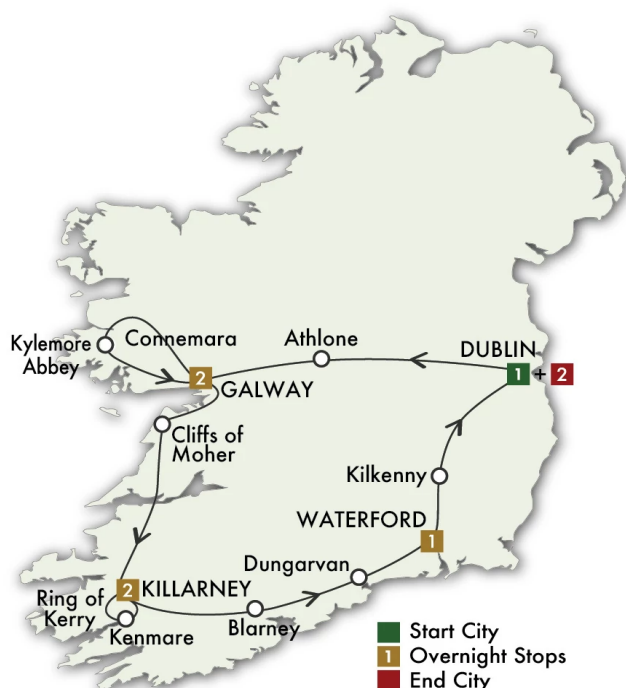 Athlone
DUBLIN
1 + 2
Kylemore
Abbey
Connemara
2
GALWAY
Cliffs of
Moher
Kilkenny
WATERFORD
1
Dungarvan
2
KILLARNEY
Ring of
Kerry
Kenmare
Blarney
Start City
1 Overnight Stops
End City